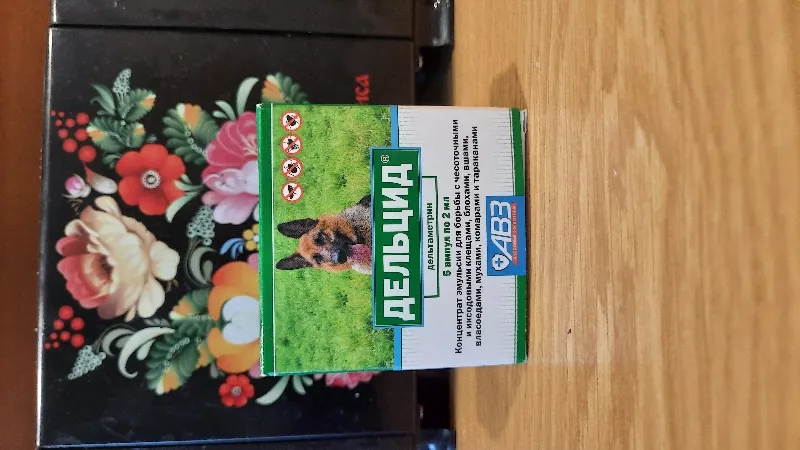 ДЕЛЬЦИД®
дельтаметрин
5 ампул по 2 мл
Концентрат эмульсии для борьбы с чесоточными
и иксодовыми клещами, блохами, вшами,
власоедами, мухами, комарами и тараканами
АВЗ